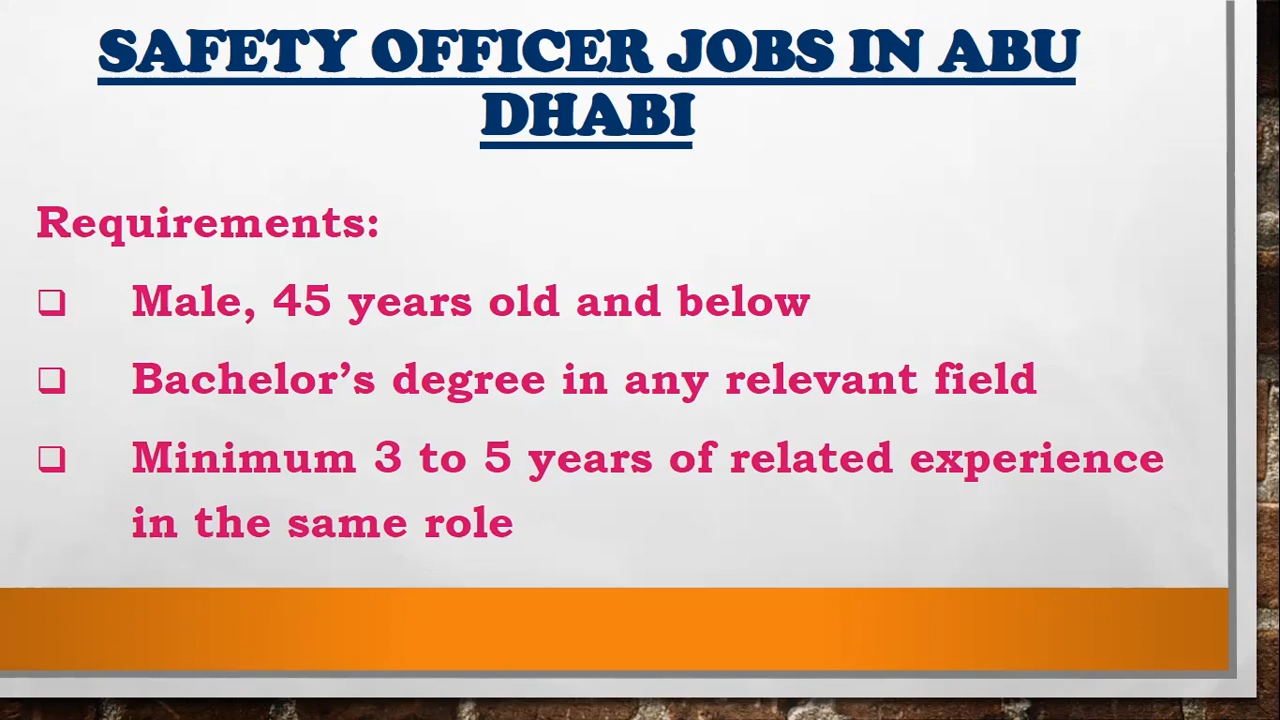 SAFETY OFFICER JOBS IN ABU
DHABI
Requirements:
❑ Male, 45 years old and below
❑ Bachelor’s degree in any relevant field
❑ Minimum 3 to 5 years of related experience
in the same role